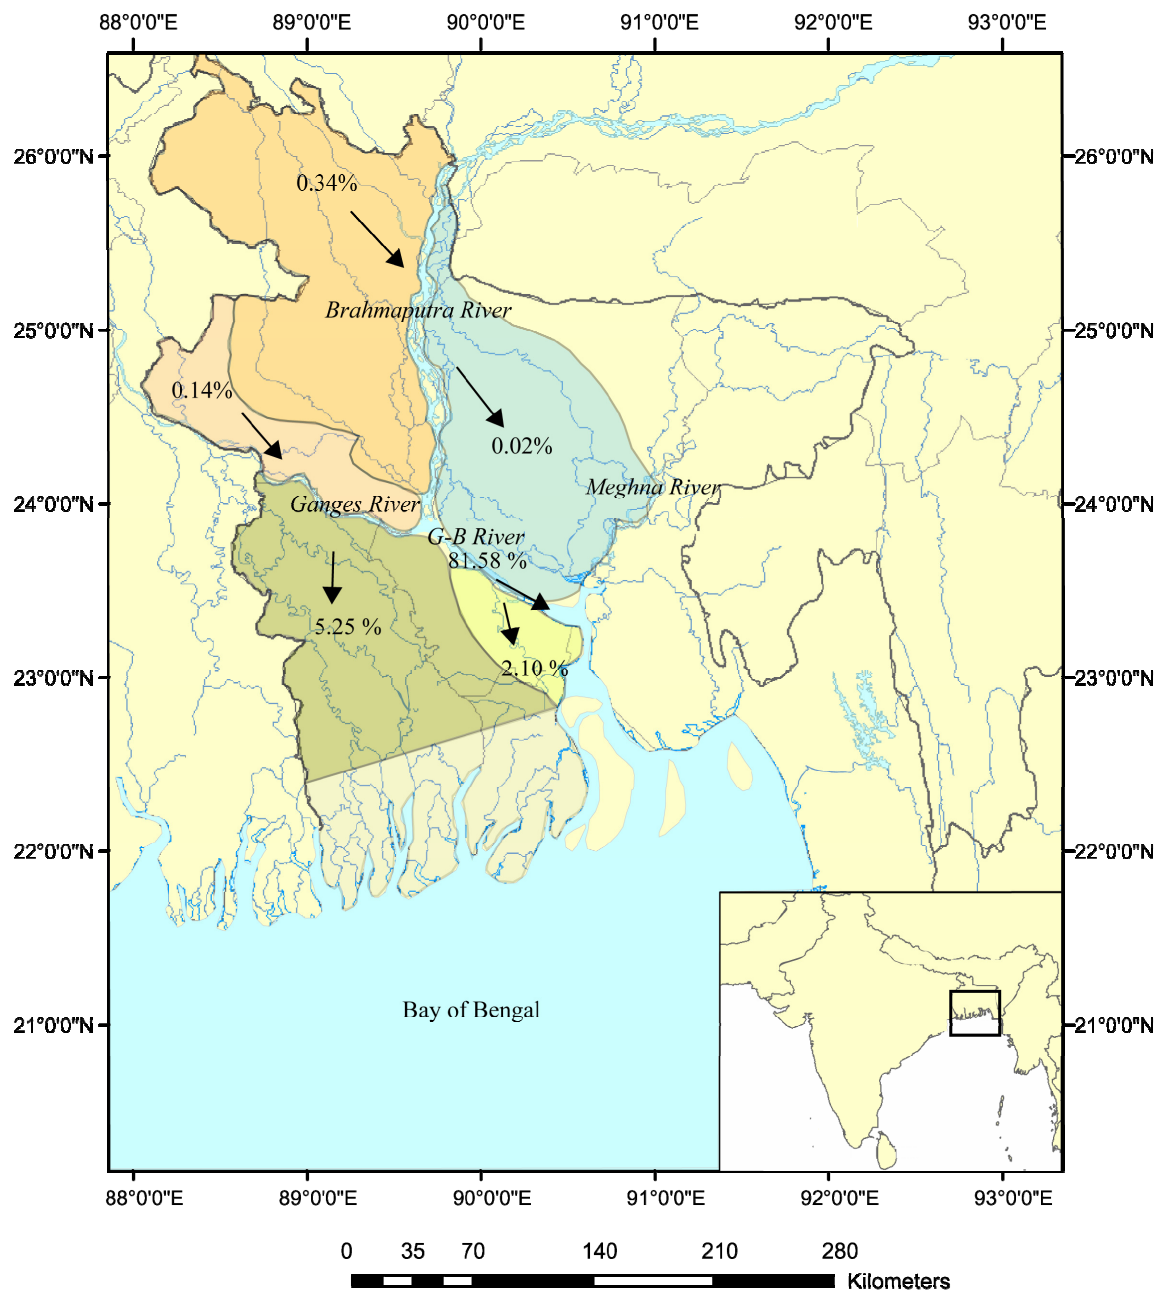 88°0'0"E 89°0'0"E 90°0'0"E 91°0'0"E 92°0'0"E 93°0'0"E
26°0'0"N 26°0'0"N
0.34%
Brahmaputra River
25°0'0"N 25°0'0"N
0.14%
0.02%
Meghna River
24°0'0"N 24°0'0"N
Ganges River
G-B River
81.58 %
5.25 %
2.10 %
23°0'0"N 23°0'0"N
22°0'0"N 22°0'0"N
Bay of Bengal
21°0'0"N 21°0'0"N
88°0'0"E 89°0'0"E 90°0'0"E 91°0'0"E 92°0'0"E 93°0'0"E
0 35 70 140 210 280
Kilometers